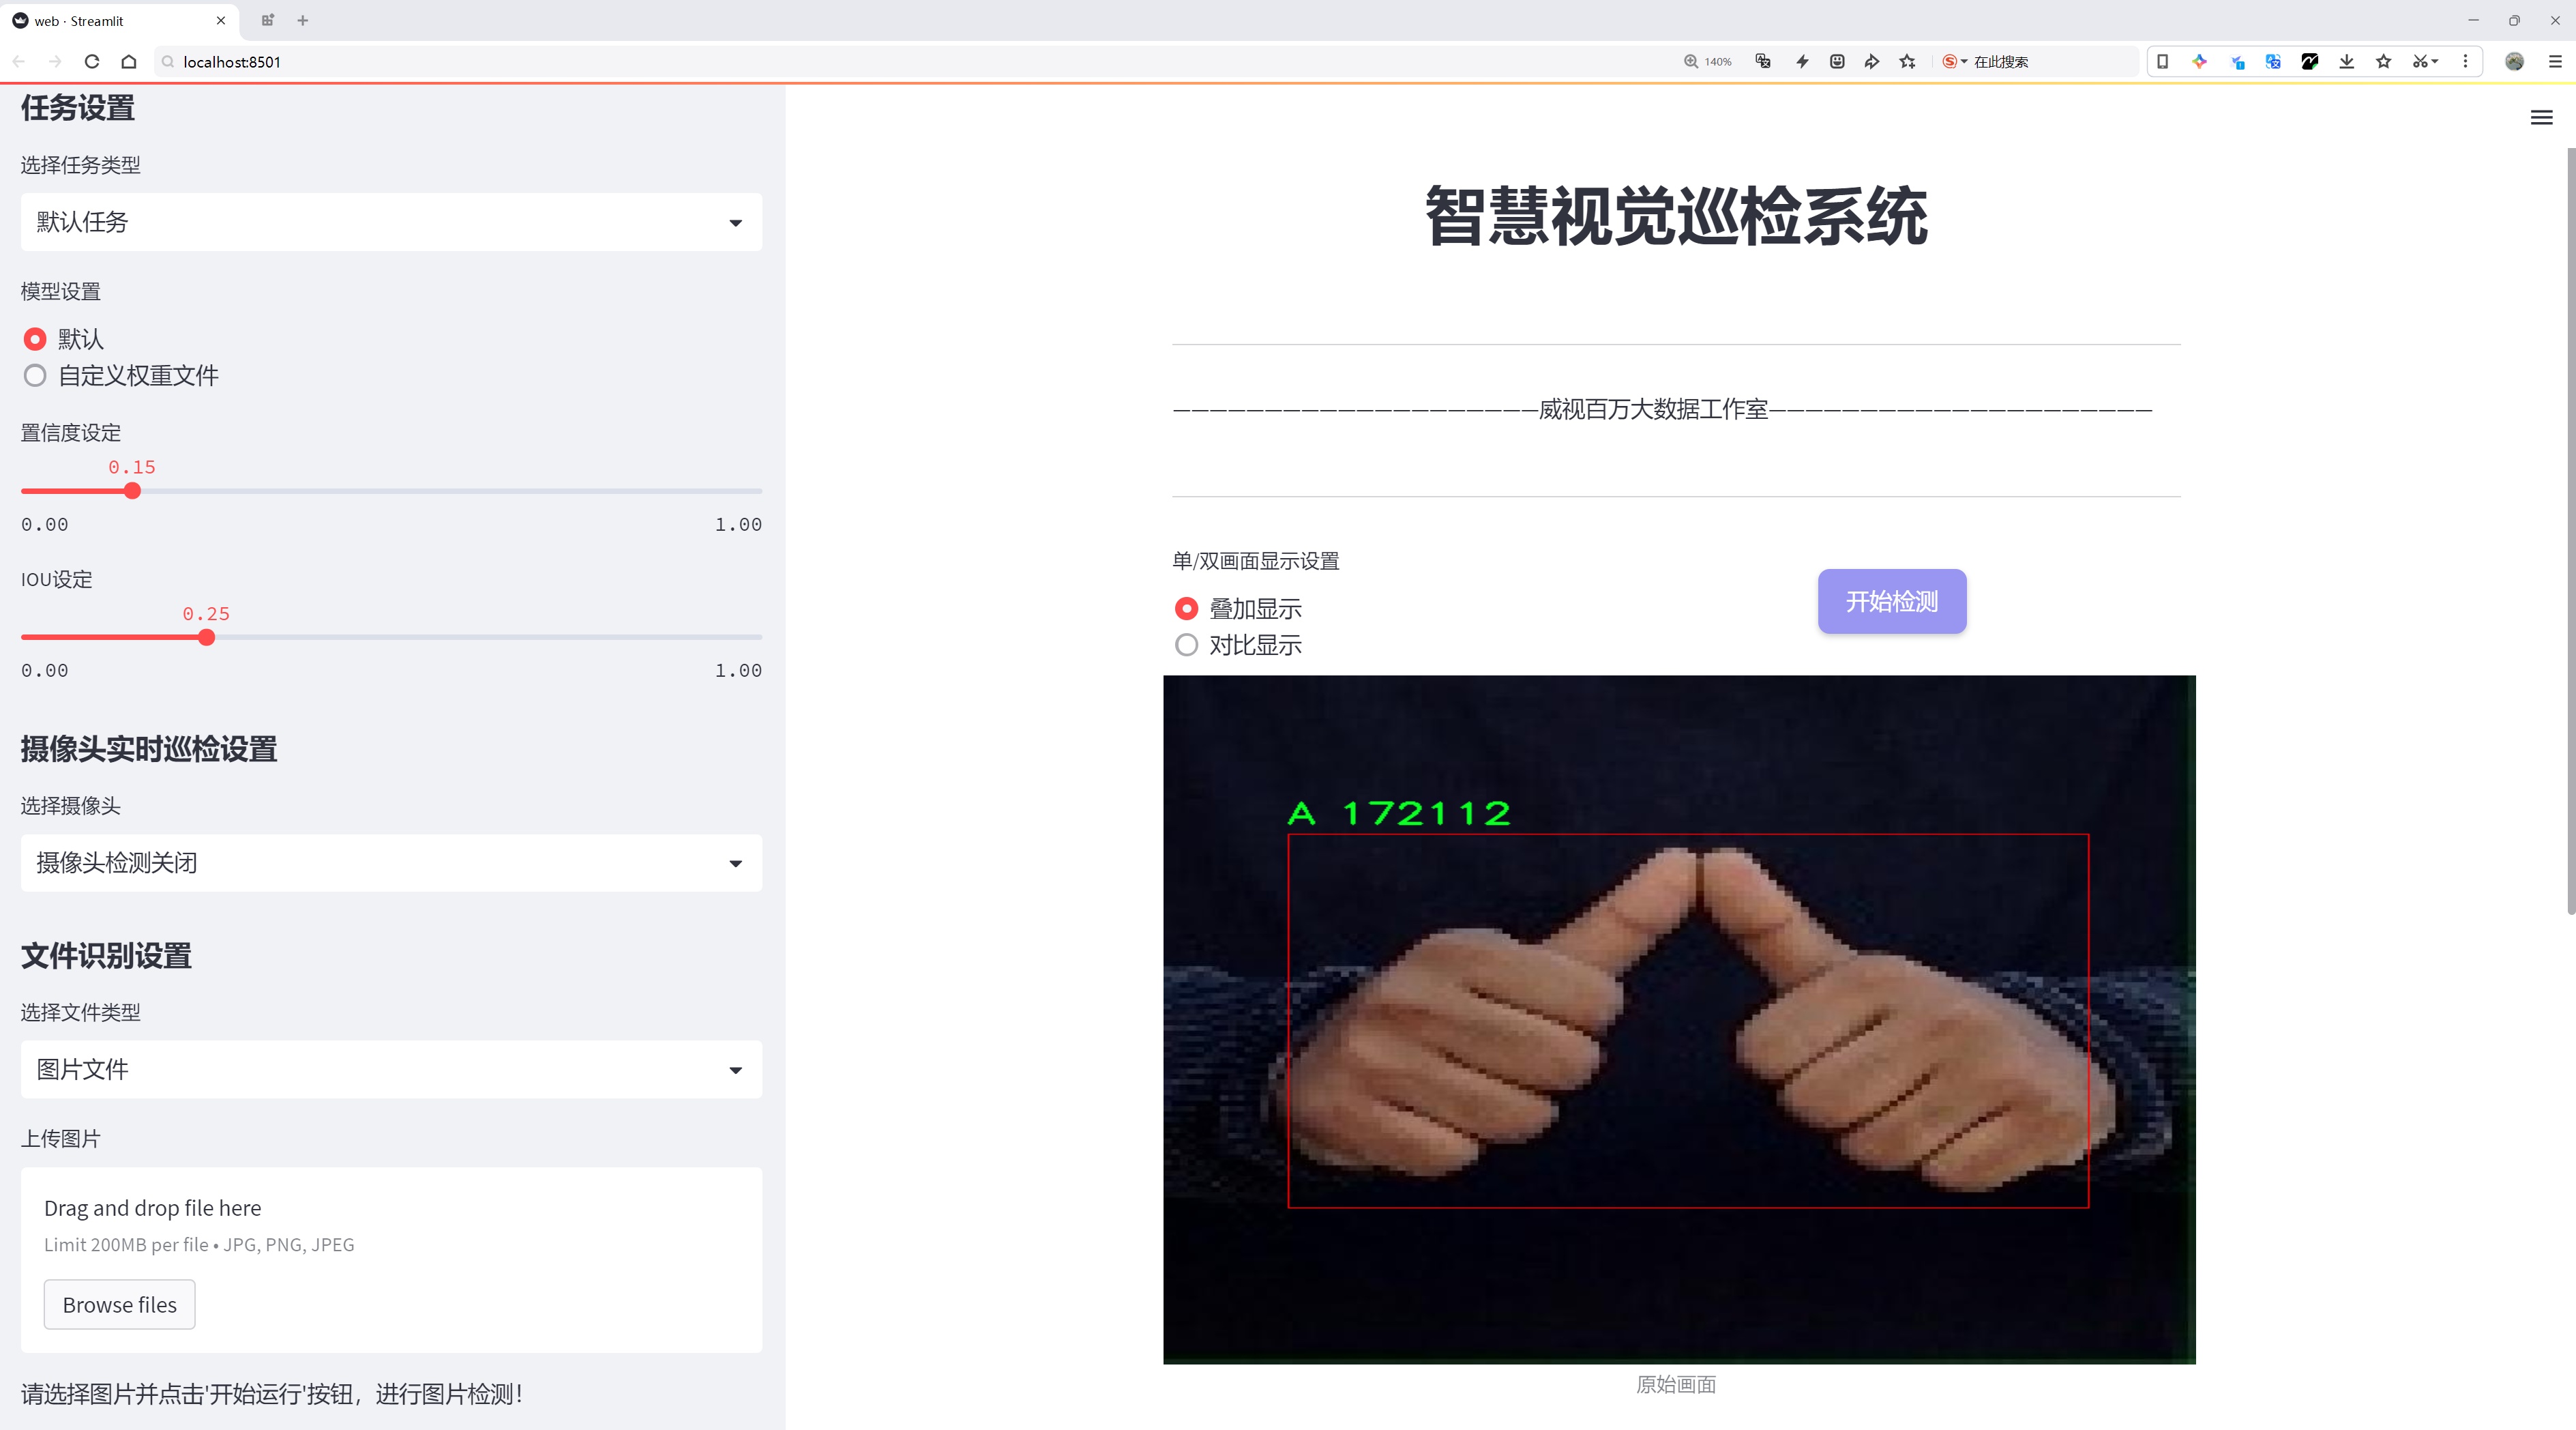 web · Streamlit
localhost:8501
140%
在此搜索
任务设置
选择任务类型
默认任务
模型设置
默认
自定义权重文件
置信度设定
0.15
0.00
1.00
IOU设定
0.25
0.00
1.00
摄像头实时巡检设置
选择摄像头
摄像头检测关闭
文件识别设置
选择文件类型
图片文件
上传图片
Drag and drop file here
Limit 200MB per file • JPG, PNG, JPEG
Browse files
请选择图片并点击'开始运行'按钮，进行图片检测！
智慧视觉巡检系统
————————————————————威视百万大数据工作室—————————————————————
单/双画面显示设置
叠加显示
对比显示
开始检测
A 172112
原始画面